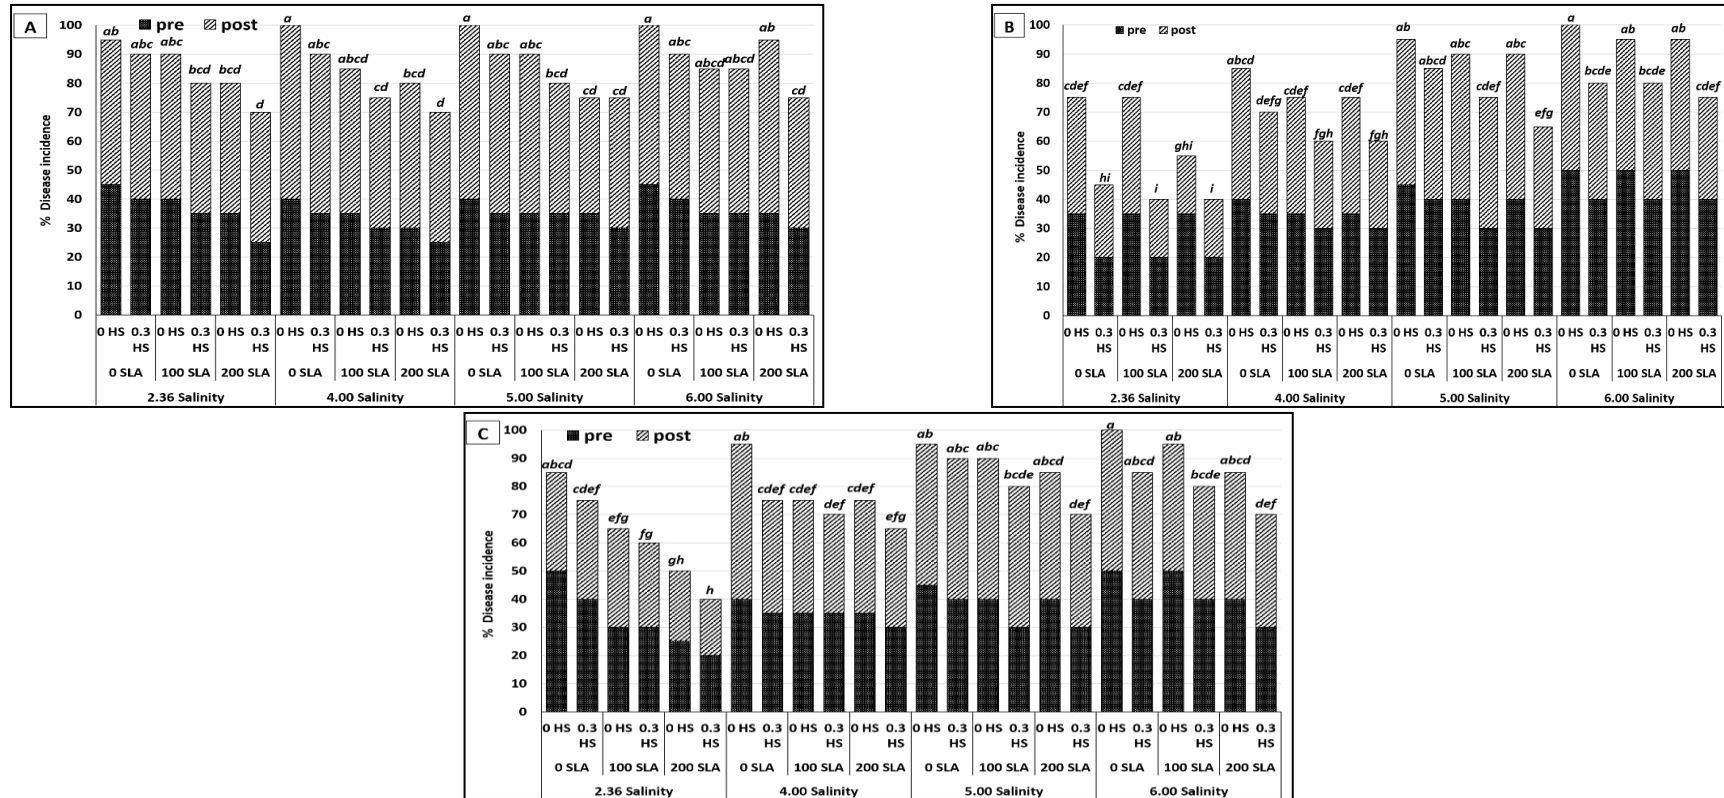 A
pre post
% Disease incidence
100
90
80
70
60
50
40
30
20
10
0
ab abc abc bcd bcd d a abc abcd cd bcd d a abc abc bcd cd cd a abc abcd abcd ab cd
0 HS 0.3 HS 0 HS 0.3 HS 0 HS 0.3 HS 0 HS 0.3 HS 0 HS 0.3 HS 0 HS 0.3 HS 0 HS 0.3 HS 0 HS 0.3 HS 0 HS 0.3 HS 0 HS 0.3 HS 0 HS 0.3 HS 0 HS 0.3 HS
0 SLA 100 SLA 200 SLA 0 SLA 100 SLA 200 SLA 0 SLA 100 SLA 200 SLA 0 SLA 100 SLA 200 SLA
2.36 Salinity 4.00 Salinity 5.00 Salinity 6.00 Salinity
B
pre post
% Disease incidence
100
90
80
70
60
50
40
30
20
10
0
cdef hi cdef i ghi i abcd defg cdef fgh cdef fgh ab abcd abc cdef abc efg a bcde ab bcde ab cdef
0 HS 0.3 HS 0 HS 0.3 HS 0 HS 0.3 HS 0 HS 0.3 HS 0 HS 0.3 HS 0 HS 0.3 HS 0 HS 0.3 HS 0 HS 0.3 HS 0 HS 0.3 HS 0 HS 0.3 HS 0 HS 0.3 HS 0 HS 0.3 HS
0 SLA 100 SLA 200 SLA 0 SLA 100 SLA 200 SLA 0 SLA 100 SLA 200 SLA 0 SLA 100 SLA 200 SLA
2.36 Salinity 4.00 Salinity 5.00 Salinity 6.00 Salinity
C
pre post
% Disease incidence
100
90
80
70
60
50
40
30
20
10
0
abcd cdef efg fg gh h ab cdef cdef def cdef efg ab abc abc bcde abcd def a abcd ab bcde abcd def
0 HS 0.3 HS 0 HS 0.3 HS 0 HS 0.3 HS 0 HS 0.3 HS 0 HS 0.3 HS 0 HS 0.3 HS 0 HS 0.3 HS 0 HS 0.3 HS 0 HS 0.3 HS 0 HS 0.3 HS 0 HS 0.3 HS 0 HS 0.3 HS
0 SLA 100 SLA 200 SLA 0 SLA 100 SLA 200 SLA 0 SLA 100 SLA 200 SLA 0 SLA 100 SLA 200 SLA
2.36 Salinity 4.00 Salinity 5.00 Salinity 6.00 Salinity